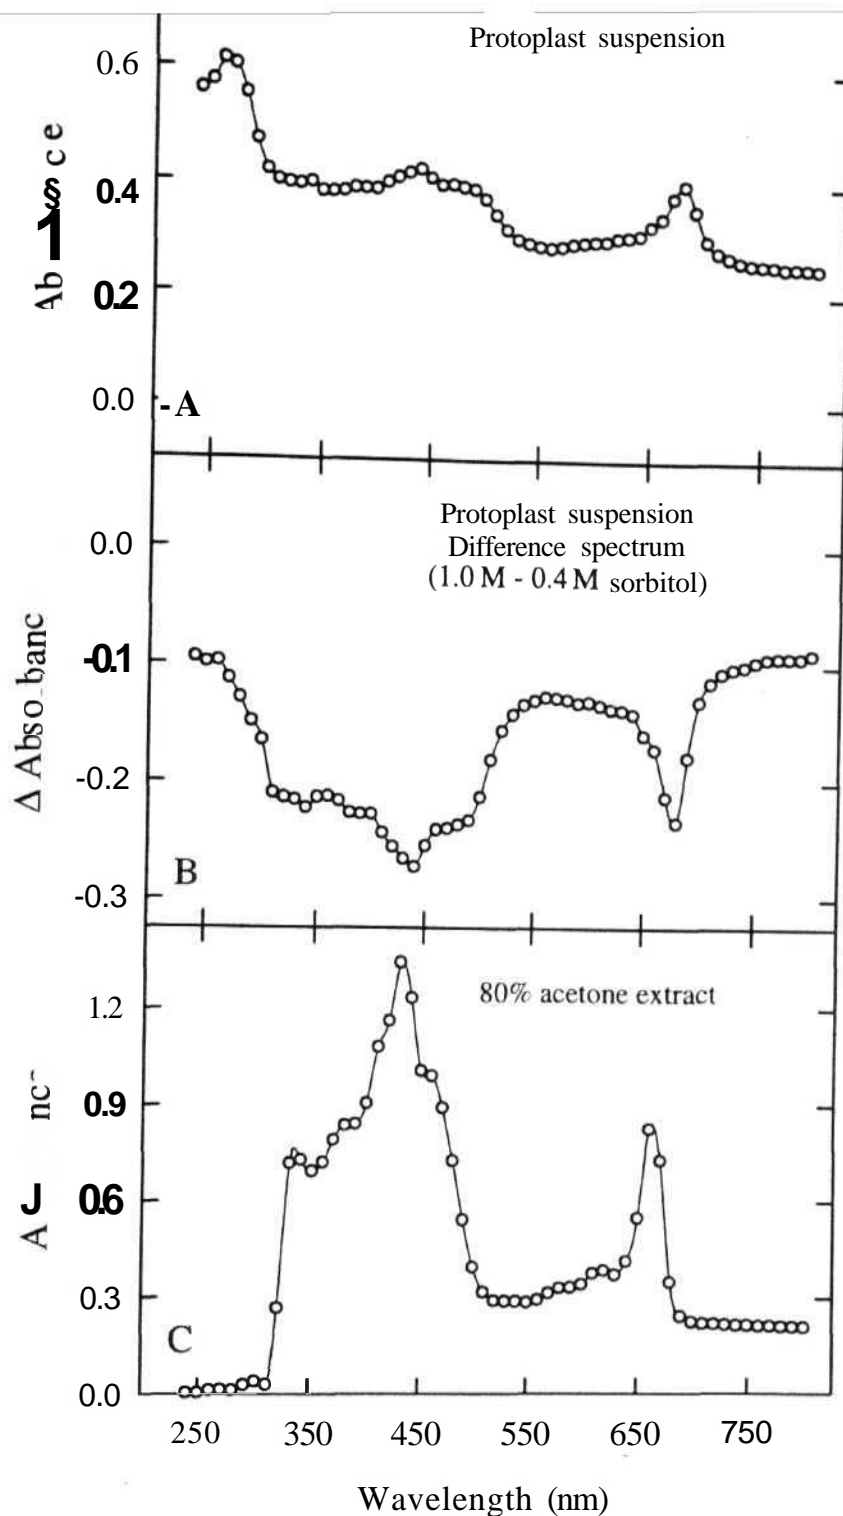 Protoplast suspension
0.6
0.4
0.2
0.0
A
Protoplast suspension
Difference spectrum
(1.0 M - 0.4 M sorbitol)
0.0
-0.1
-0.2
-0.3
B
80% acetone extract
1.2
0.9
0.6
0.3
0.0
C
250 350 450 550 650 750
Wavelength (nm)